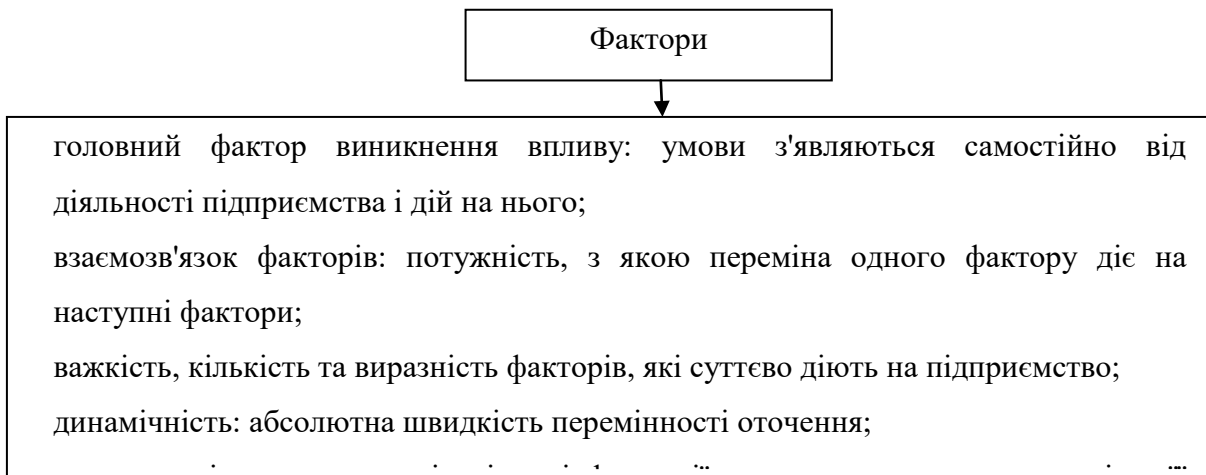 Фактори
головний фактор виникнення впливу: умови з'являються самостійно від
діяльності підприємства і дій на нього;
взаємозв'язок факторів: потужність, з якою переміна одного фактору діє на
наступні фактори;
важкість, кількість та виразність факторів, які суттєво діють на підприємство;
динамічність: абсолютна швидкість перемінності оточення;